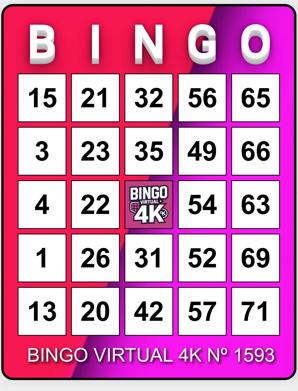 BINGO
15 21 32 56 65
3 23 35 49 66
4 22 BINGO VIRTUAL 4K 54 63
1 26 31 52 69
13 20 42 57 71
BINGO VIRTUAL 4K Nº 1593